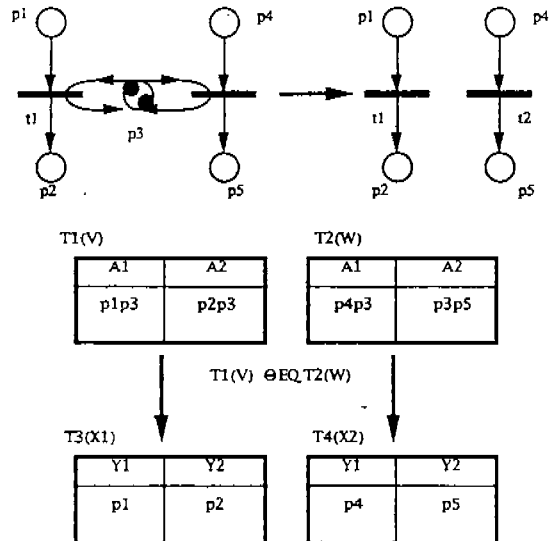 p1 p4 p1 p4
t1 p3 t1 t2
p2 p5 p2 p5
T1(V) T2(W)
A1 A2 A1 A2
p1p3 p2p3 p4p3 p3p5
T1(V) ΘEQ T2(W)
T3(X1) T4(X2)
Y1 Y2 Y1 Y2
p1 p2 p4 p5